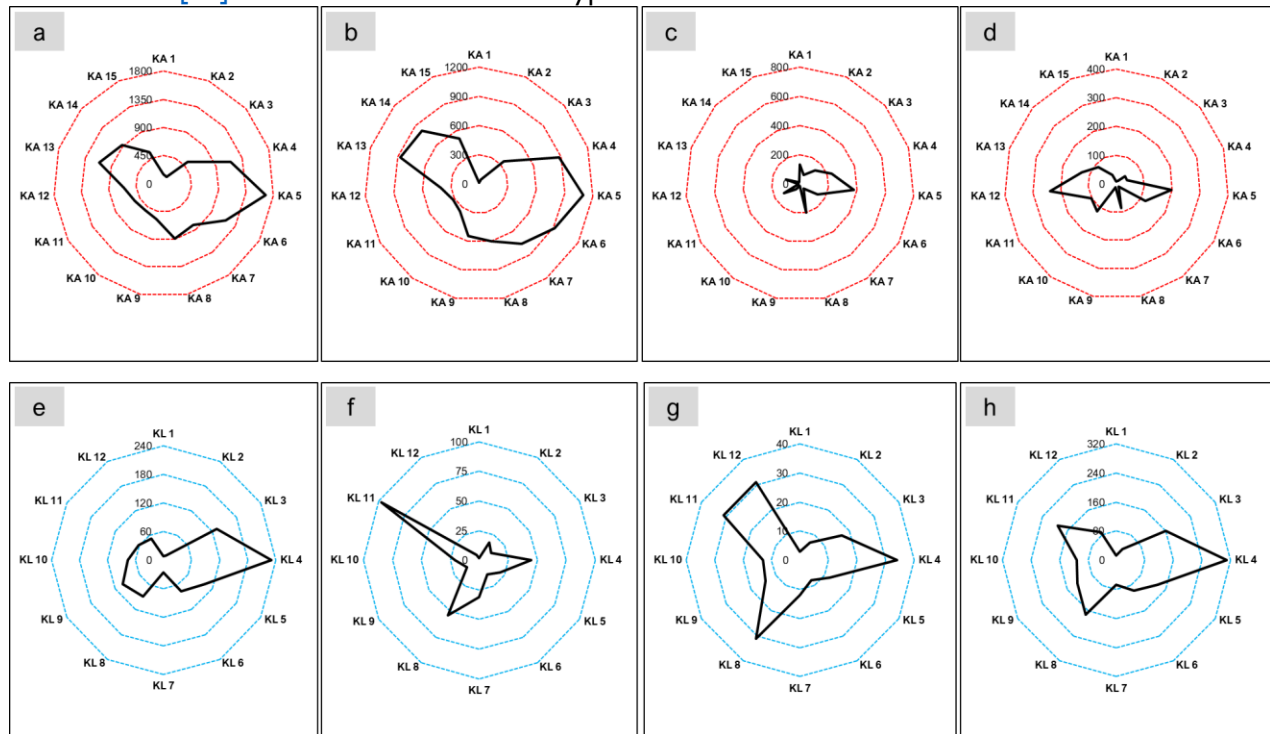 a
KA 1
1800
KA 2
KA 15
KA 3
KA 14
1350
900
KA 4
KA 13
450
0
KA 5
KA 12
KA 6
KA 11
KA 7
KA 10
KA 8
KA 9
b
KA 1
1200
KA 2
KA 15
900
KA 3
KA 14
600
KA 4
KA 13
300
0
KA 5
KA 12
KA 6
KA 11
KA 7
KA 10
KA 8
KA 9
c
KA 1
800
KA 2
KA 15
600
KA 3
KA 14
400
KA 4
KA 13
200
0
KA 5
KA 12
KA 6
KA 11
KA 7
KA 10
KA 8
KA 9
d
KA 1
400
KA 2
KA 15
300
KA 3
KA 14
200
KA 4
KA 13
100
0
KA 5
KA 12
KA 6
KA 11
KA 7
KA 10
KA 8
KA 9
e
KL 1
240
KL 2
KL 12
180
KL 3
KL 11
120
60
0
KL 4
KL 10
KL 5
KL 9
KL 6
KL 8
KL 7
f
KL 1
100
KL 2
KL 12
75
KL 3
KL 11
50
25
0
KL 4
KL 10
KL 5
KL 9
KL 6
KL 8
KL 7
g
KL 1
40
KL 2
KL 12
30
KL 3
KL 11
20
10
0
KL 4
KL 10
KL 5
KL 9
KL 6
KL 8
KL 7
h
KL 1
320
KL 2
KL 12
240
KL 3
KL 11
160
80
0
KL 4
KL 10
KL 5
KL 9
KL 6
KL 8
KL 7